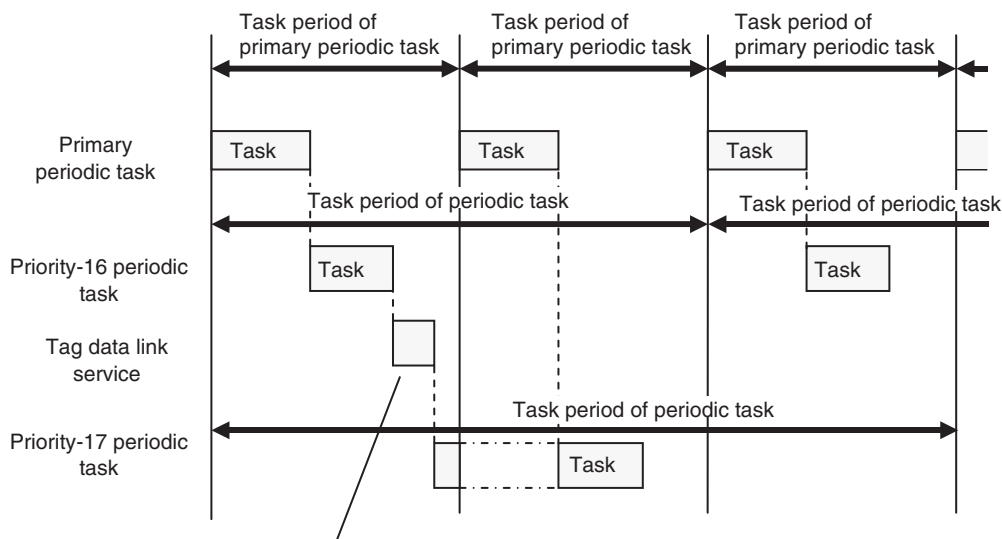 Task period of
primary periodic task
Task period of
primary periodic task
Task period of
primary periodic task
Primary
periodic task
Task
Task
Task
Task period of periodic task
Task period of periodic task
Priority-16 periodic
task
Task
Task
Tag data link
service
Task period of periodic task
Priority-17 periodic
task
Task